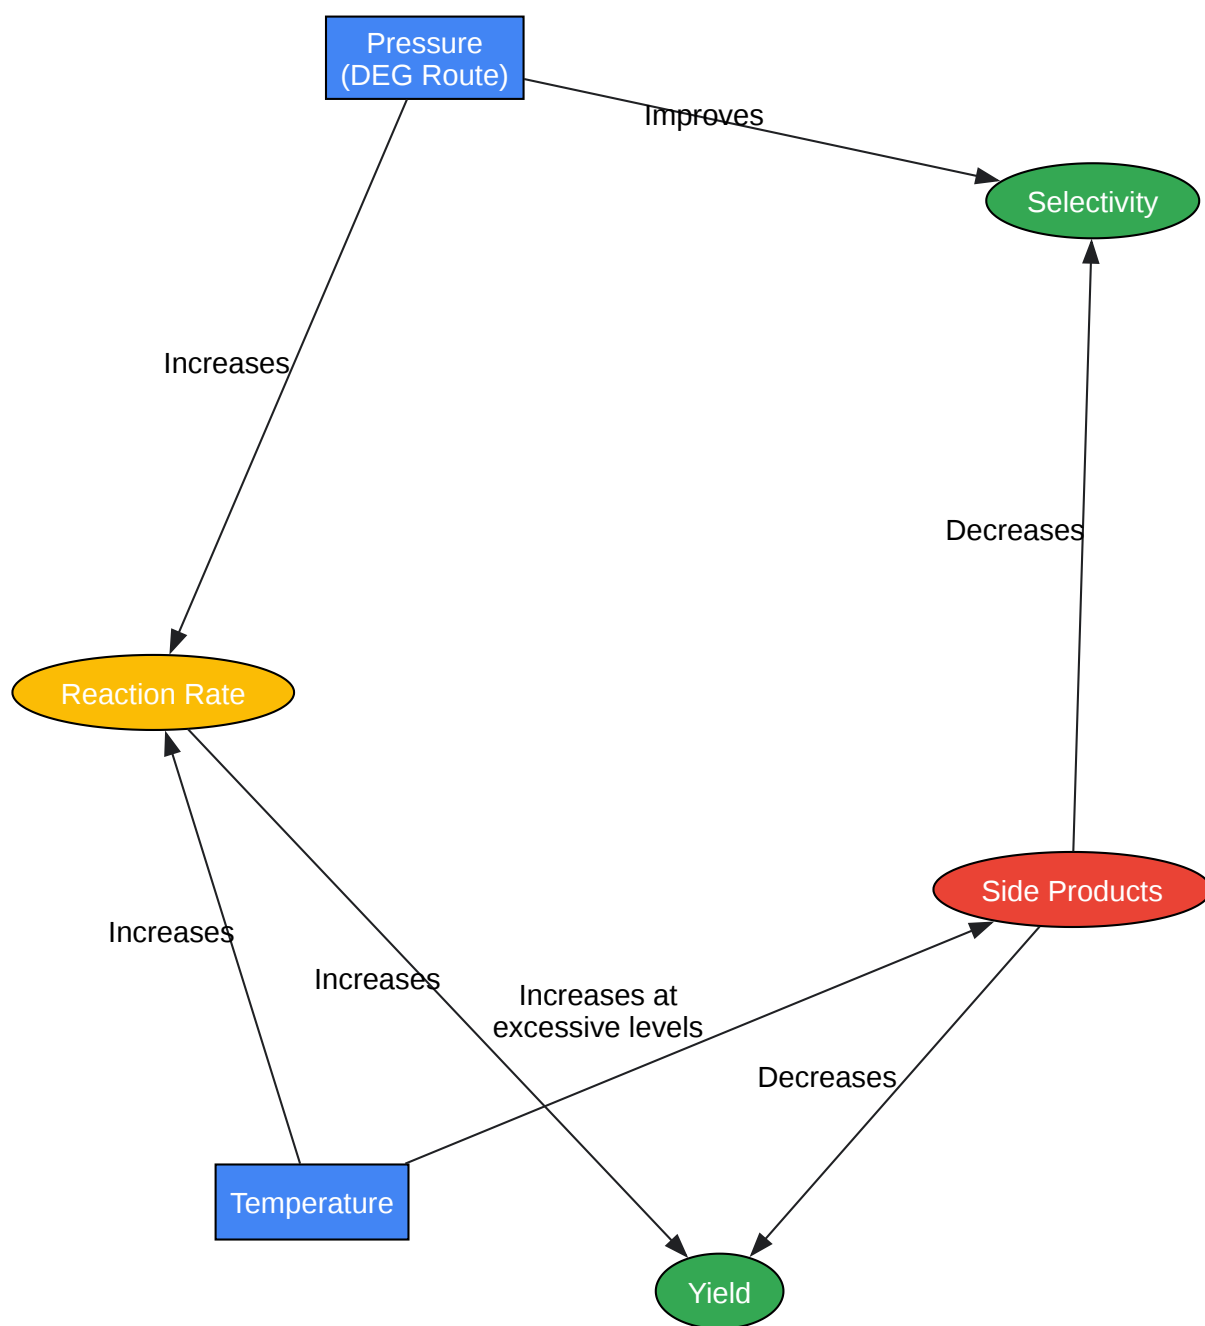 Pressure
(DEG Route)
Improves
Selectivity
Increases
Decreases
Reaction Rate
Side Products
Increases
Increases
Increases at
excessive levels
Decreases
Temperature
Yield